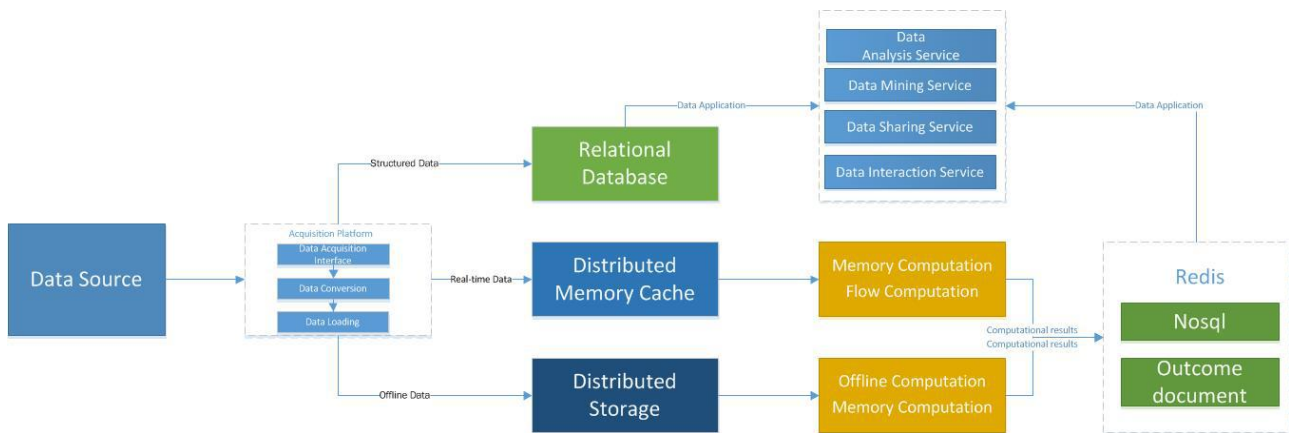 Data
Analysis Service
Data Mining Service
Data Application
Data Application
Data Sharing Service
Relational
Database
Structured Data
Data Interaction Service
Acquisition Platform
Data Acquisition
Interface
Data Conversion
Data Loading
Data Source
Real-time Data
Distributed
Memory Cache
Memory Computation
Flow Computation
Redis
Nosql
Outcome
document
Computational results
Computational results
Offline Data
Distributed
Storage
Offline Computation
Memory Computation